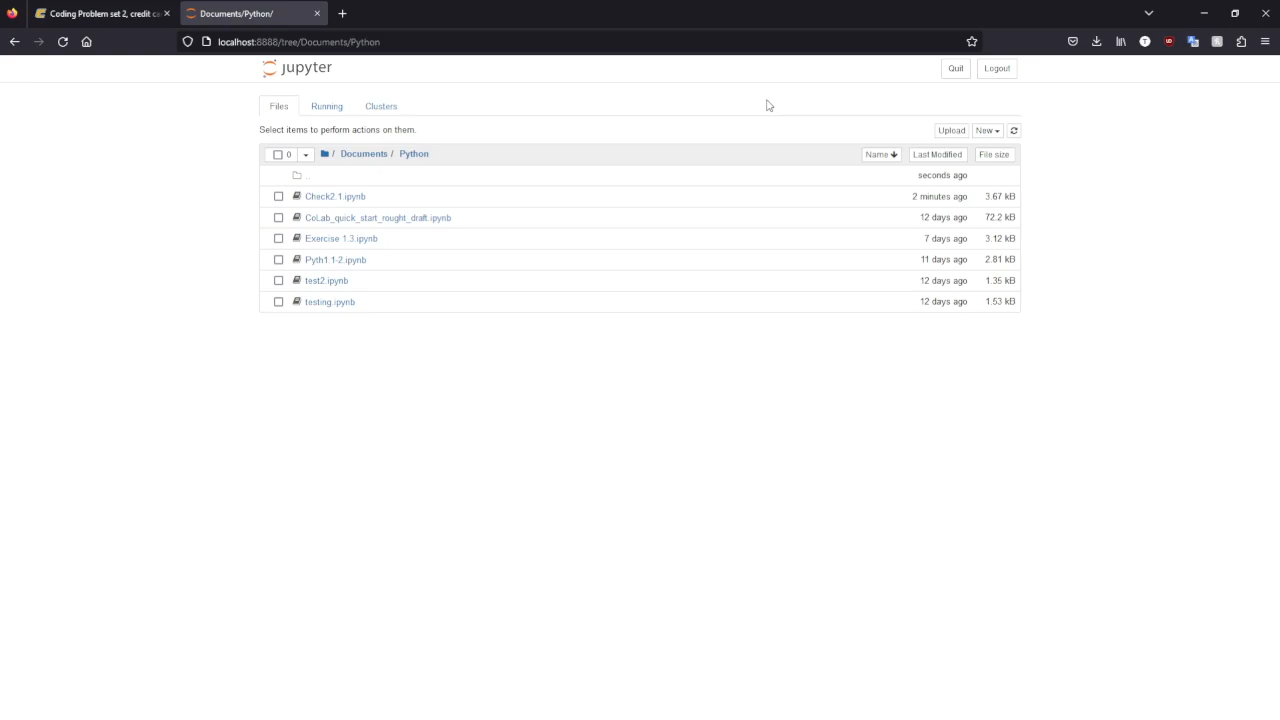 Coding Problem set 2, credit ca
Documents/Python/
localhost:8888/tree/Documents/Python
jupyter
Quit
Logout
Files
Running
Clusters
Select items to perform actions on them.
Upload
New
0
/ Documents / Python
Name
Last Modified
File size
..
seconds ago
Check2.1.ipynb
2 minutes ago
3.67 kB
CoLab_quick_start_rought_draft.ipynb
12 days ago
72.2 kB
Exercise 1.3.ipynb
7 days ago
3.12 kB
Pyth1.1-2.ipynb
11 days ago
2.81 kB
test2.ipynb
12 days ago
1.35 kB
testing.ipynb
12 days ago
1.53 kB